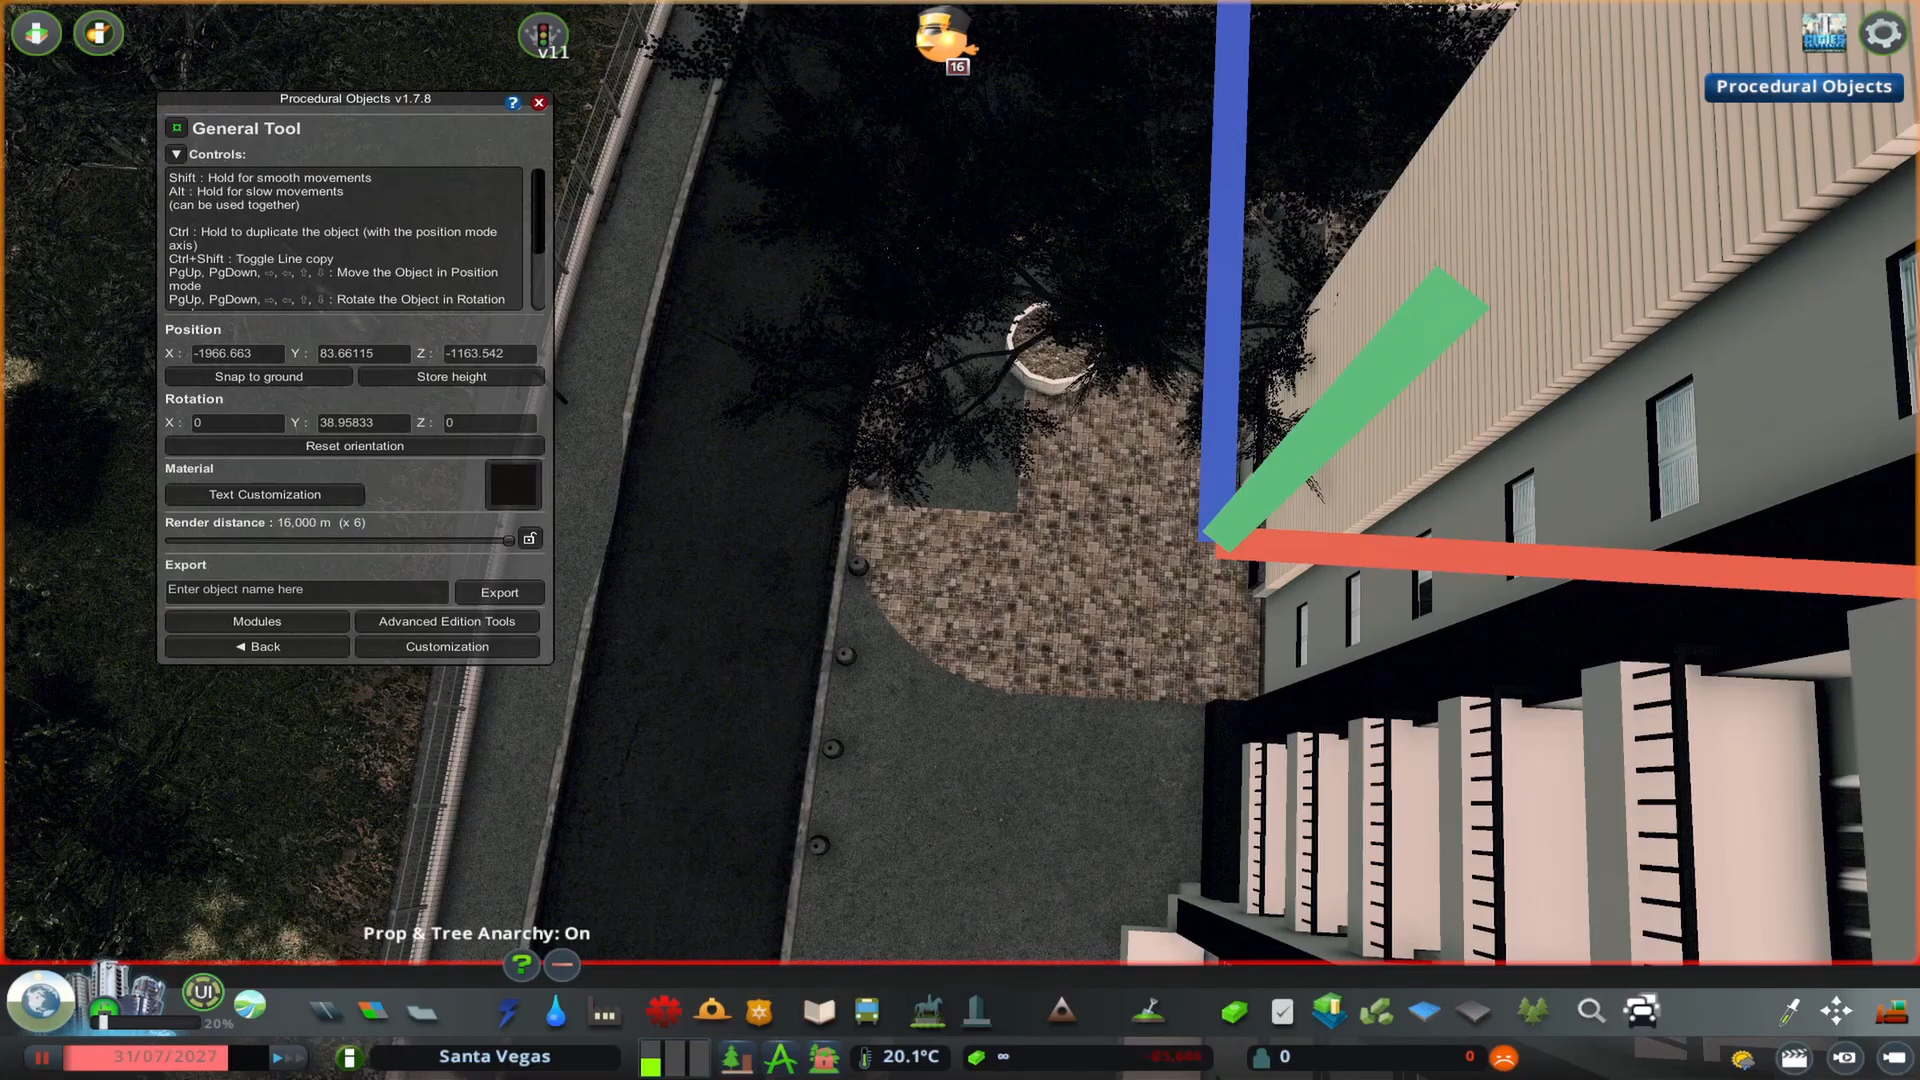 v11
16
CITIES
Procedural Objects
Procedural Objects v1.7.8
?
General Tool
Controls:
Shift : Hold for smooth movements
Alt : Hold for slow movements
(can be used together)
Ctrl : Hold to duplicate the object (with the position mode
axis)
Ctrl+Shift : Toggle Line copy
PgUp, PgDown, ⇨, ⇦, ⇧, ⇩ : Move the Object in Position
mode
PgUp, PgDown, ⇨, ⇦, ⇧, ⇩ : Rotate the Object in Rotation
Position
X : -1966.663 Y : 83.66115 Z : -1163.542
Snap to ground Store height
Rotation
X : 0 Y : 38.95833 Z : 0
Reset orientation
Material
Text Customization
Render distance : 16,000 m (x 6)
Export
Enter object name here Export
Modules Advanced Edition Tools
◀ Back Customization
Prop & Tree Anarchy: On
?
UI
20%
31/07/2027 Santa Vegas 20.1°C ∞ 0 0